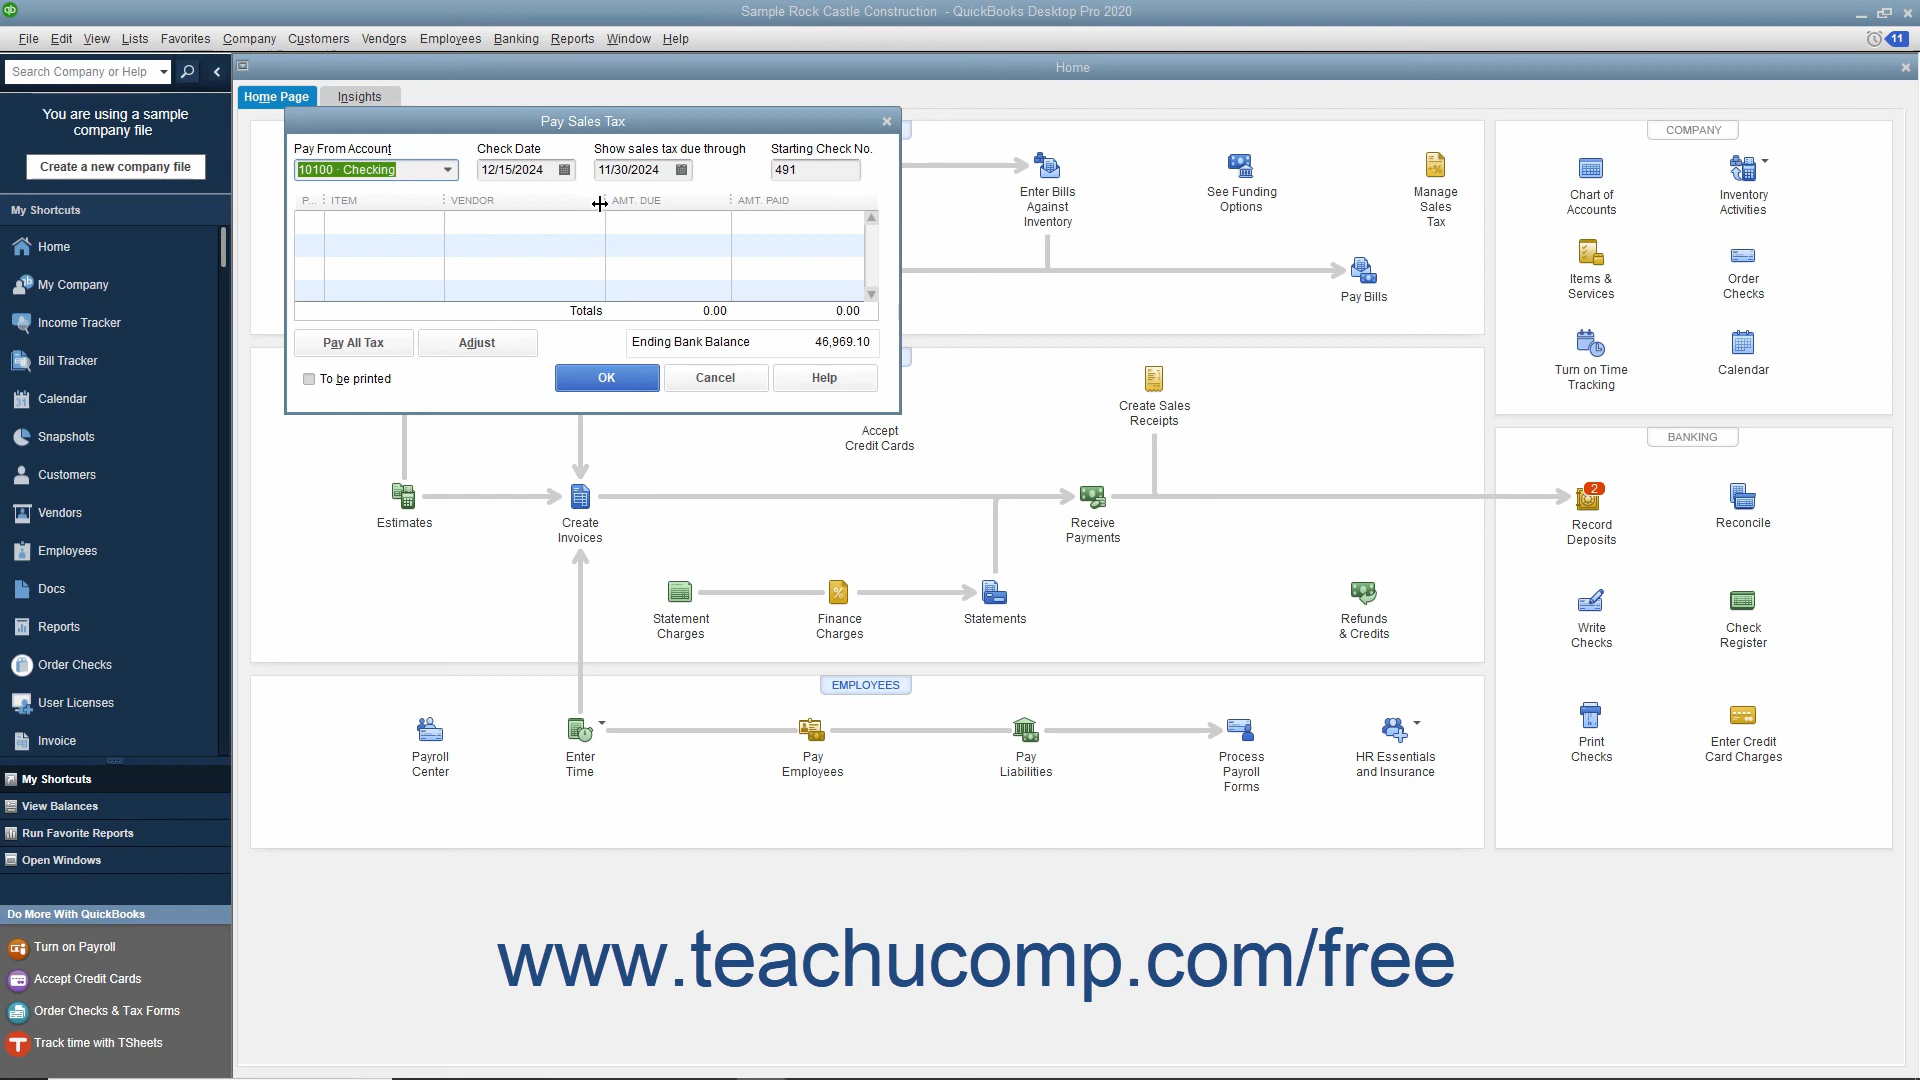 Sample Rock Castle Construction - QuickBooks Desktop Pro 2020
File Edit View Lists Favorites Company Customers Vendors Employees Banking Reports Window Help
11
Search Company or Help
Home
You are using a sample
company file
Create a new company file
My Shortcuts
Home
My Company
Income Tracker
Bill Tracker
Calendar
Snapshots
Customers
Vendors
Employees
Docs
Reports
Order Checks
User Licenses
Invoice
My Shortcuts
View Balances
Run Favorite Reports
Open Windows
Do More With QuickBooks
Turn on Payroll
Accept Credit Cards
Order Checks & Tax Forms
Track time with TSheets
Home Page
Insights
Pay Sales Tax
Pay From Account
Check Date
Show sales tax due through
Starting Check No.
10100 · Checking
12/15/2024
11/30/2024
491
P... ITEM VENDOR AMT. DUE AMT. PAID
Totals 0.00 0.00
Pay All Tax
Adjust
Ending Bank Balance 46,969.10
To be printed
OK
Cancel
Help
Enter Bills
Against
Inventory
See Funding
Options
Manage
Sales
Tax
Pay Bills
Create Sales
Receipts
Accept
Credit Cards
Estimates
Create
Invoices
Receive
Payments
Statement
Charges
Finance
Charges
Statements
Refunds
& Credits
EMPLOYEES
Payroll
Center
Enter
Time
Pay
Employees
Pay
Liabilities
Process
Payroll
Forms
HR Essentials
and Insurance
COMPANY
Chart of
Accounts
Inventory
Activities
Items &
Services
Order
Checks
Turn on Time
Tracking
Calendar
BANKING
2
Record
Deposits
Reconcile
Write
Checks
Check
Register
Print
Checks
Enter Credit
Card Charges
www.teachucomp.com/free